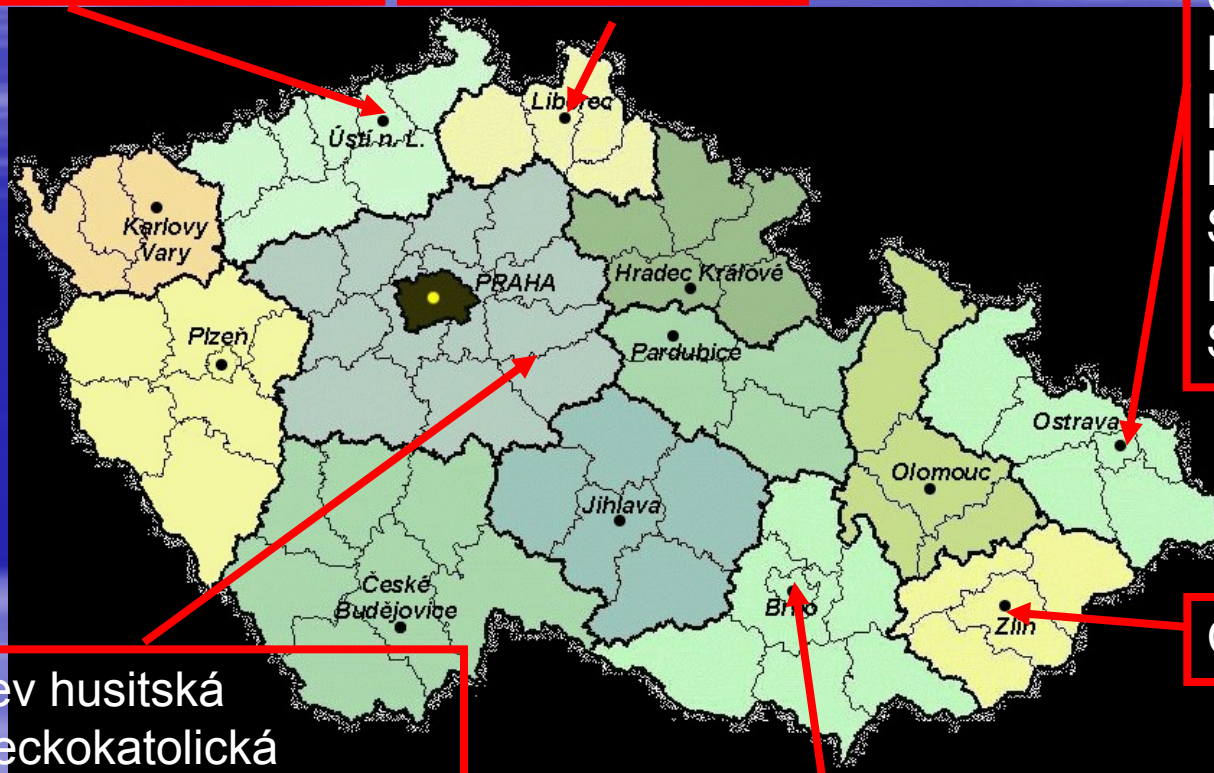 Liberec
Ústí n. L.
Karlovy
Vary
PRAHA
Hradec Králové
Plzeň
Pardubice
Ostrava
Olomouc
Jihlava
České
Budějovice
Brno
Zlín
ev husitská
eckokatolická